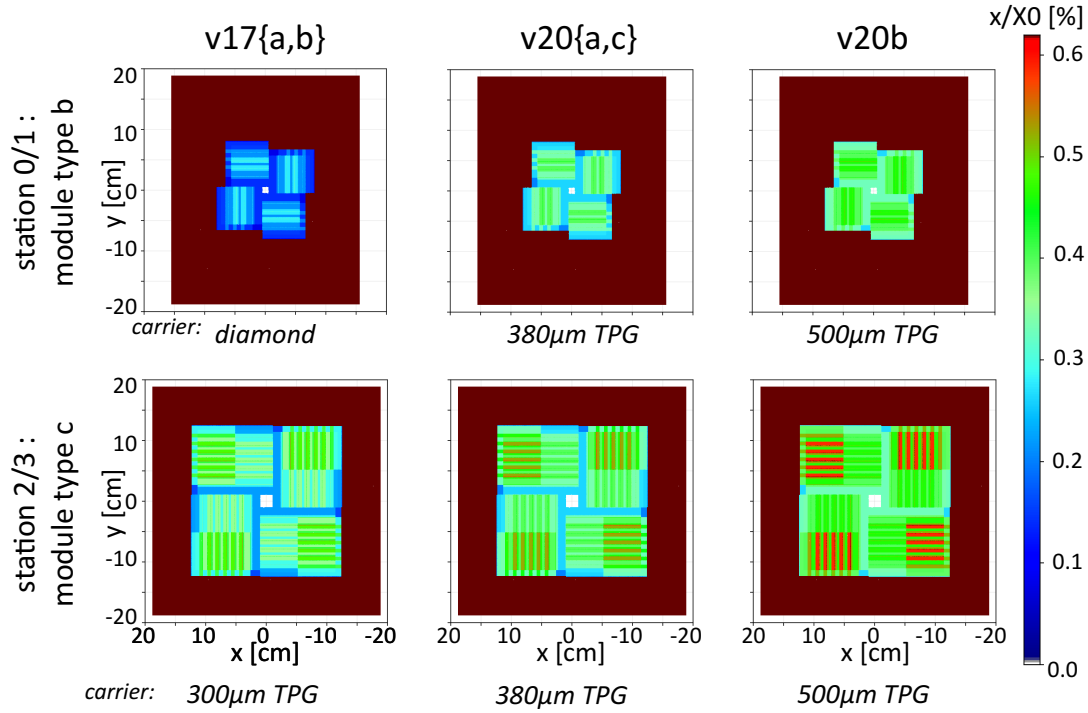 x/X0 [%]
v17{a,b} v20{a,c} v20b
station 0/1 :
module type b
20
10
0
-10
-20
y [cm]
carrier: diamond 380µm TPG 500µm TPG
station 2/3 :
module type c
20
10
0
-10
-20
y [cm]
20 10 0 -10 -20 20 10 0 -10 -20 20 10 0 -10 -20
x [cm] x [cm] x [cm]
carrier: 300µm TPG 380µm TPG 500µm TPG
0.6
0.5
0.4
0.3
0.2
0.1
0.0